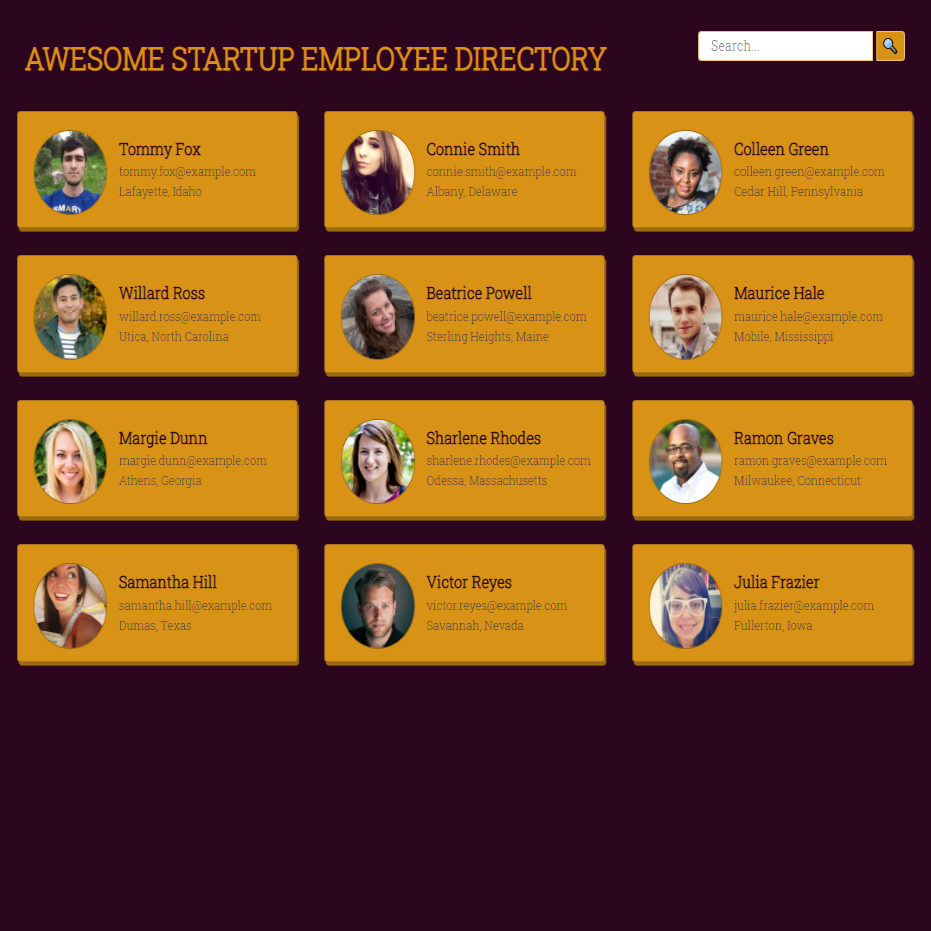 AWESOME STARTUP EMPLOYEE DIRECTORY
Search...
Tommy Fox
tommy.fox@example.com
Lafayette, Idaho
Connie Smith
connie.smith@example.com
Albany, Delaware
Colleen Green
colleen.green@example.com
Cedar Hill, Pennsylvania
Willard Ross
willard.ross@example.com
Utica, North Carolina
Beatrice Powell
beatrice.powell@example.com
Sterling Heights, Maine
Maurice Hale
maurice.hale@example.com
Mobile, Mississippi
Margie Dunn
margie.dunn@example.com
Athens, Georgia
Sharlene Rhodes
sharlene.rhodes@example.com
Odessa, Massachusetts
Ramon Graves
ramon.graves@example.com
Milwaukee, Connecticut
Samantha Hill
samantha.hill@example.com
Dumas, Texas
Victor Reyes
victor.reyes@example.com
Savannah, Nevada
Julia Frazier
julia.frazier@example.com
Fullerton, Iowa